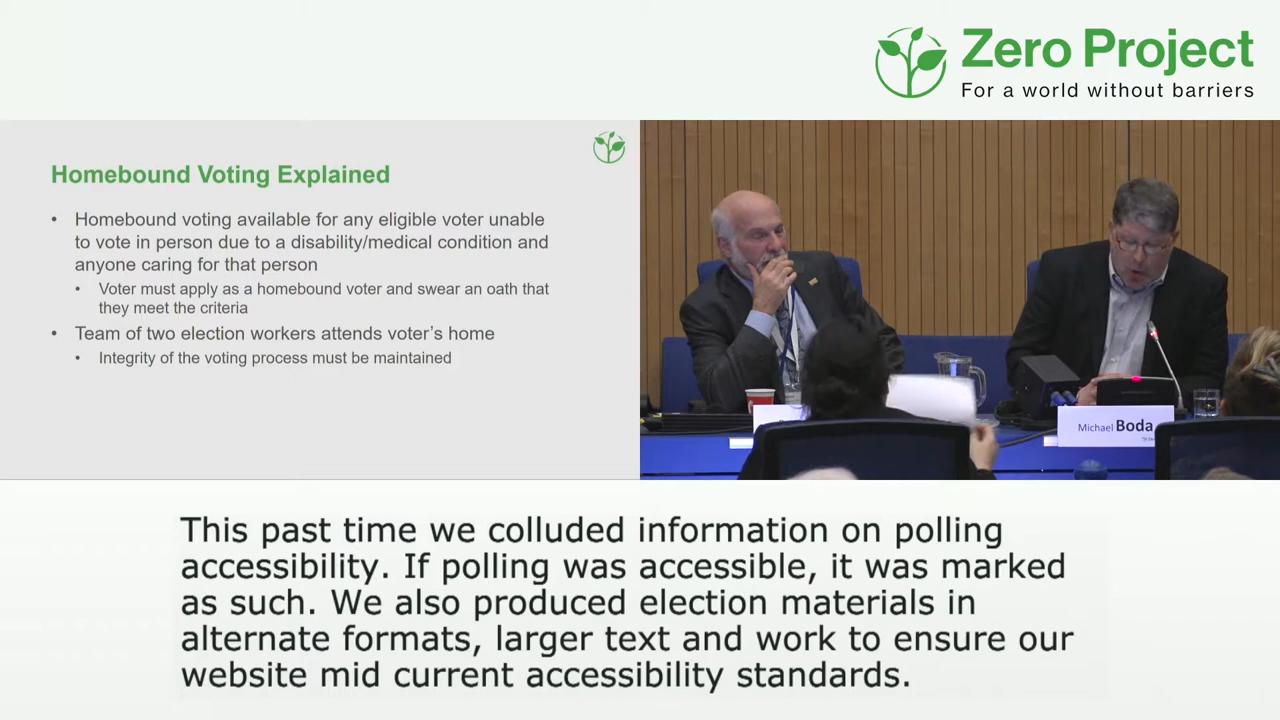 Zero Project
For a world without barriers
Homebound Voting Explained
• Homebound voting available for any eligible voter unable
to vote in person due to a disability/medical condition and
anyone caring for that person
• Voter must apply as a homebound voter and swear an oath that
they meet the criteria
• Team of two election workers attends voter's home
• Integrity of the voting process must be maintained
Michael Boda
This past time we colluded information on polling
accessibility. If polling was accessible, it was marked
as such. We also produced election materials in
alternate formats, larger text and work to ensure our
website mid current accessibility standards.